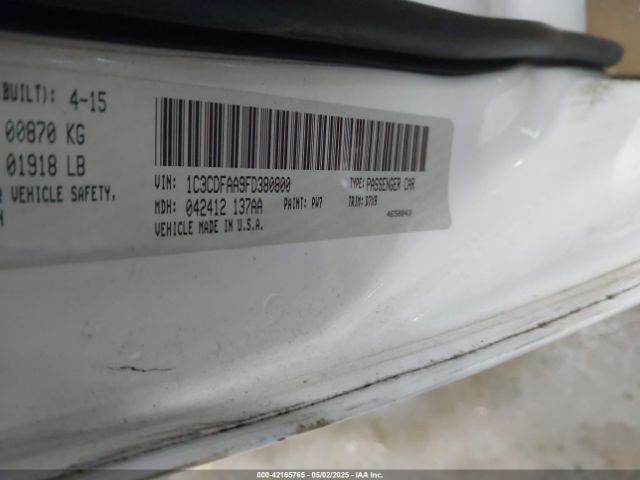 BUILT): 4-15
00870 KG
01918 LB
R VEHICLE SAFETY,
N
VIN: 1C3CDFAA9FD380800 TYPE: PASSENGER CAR
MDH: 042412 137AA PAINT: PW7 TRIM: D7X9
VEHICLE MADE IN U.S.A. 4658043
000-42165765 - 05/02/2025 - © IAA, Inc.